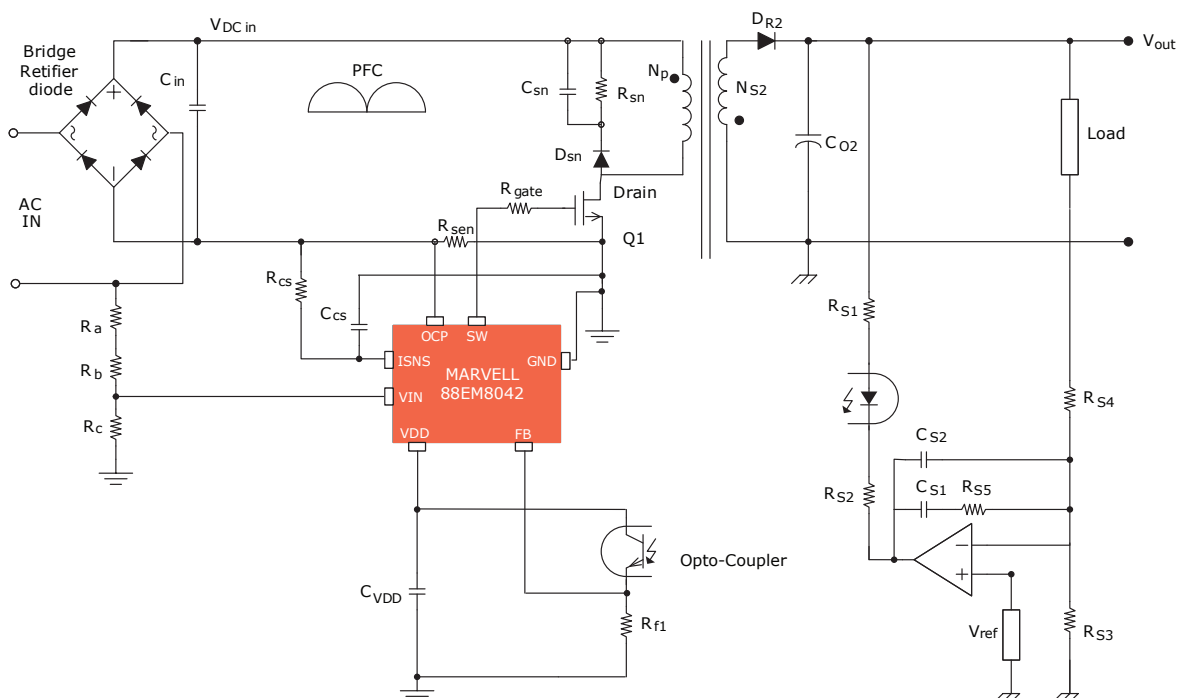 V DC in
Bridge
Retifier
diode
C in
PFC
C sn
R sn
N p
D R2
N S2
V out
C O2
Load
D sn
R gate
Drain
AC
IN
R sen
Q1
R cs
C cs
R a
R b
R c
OCP SW
ISNS GND
MARVELL
88EM8042
VIN
VDD FB
R S1
R S4
C S2
C S1 R S5
R S2
Opto-Coupler
C VDD
R f1
V ref
R S3